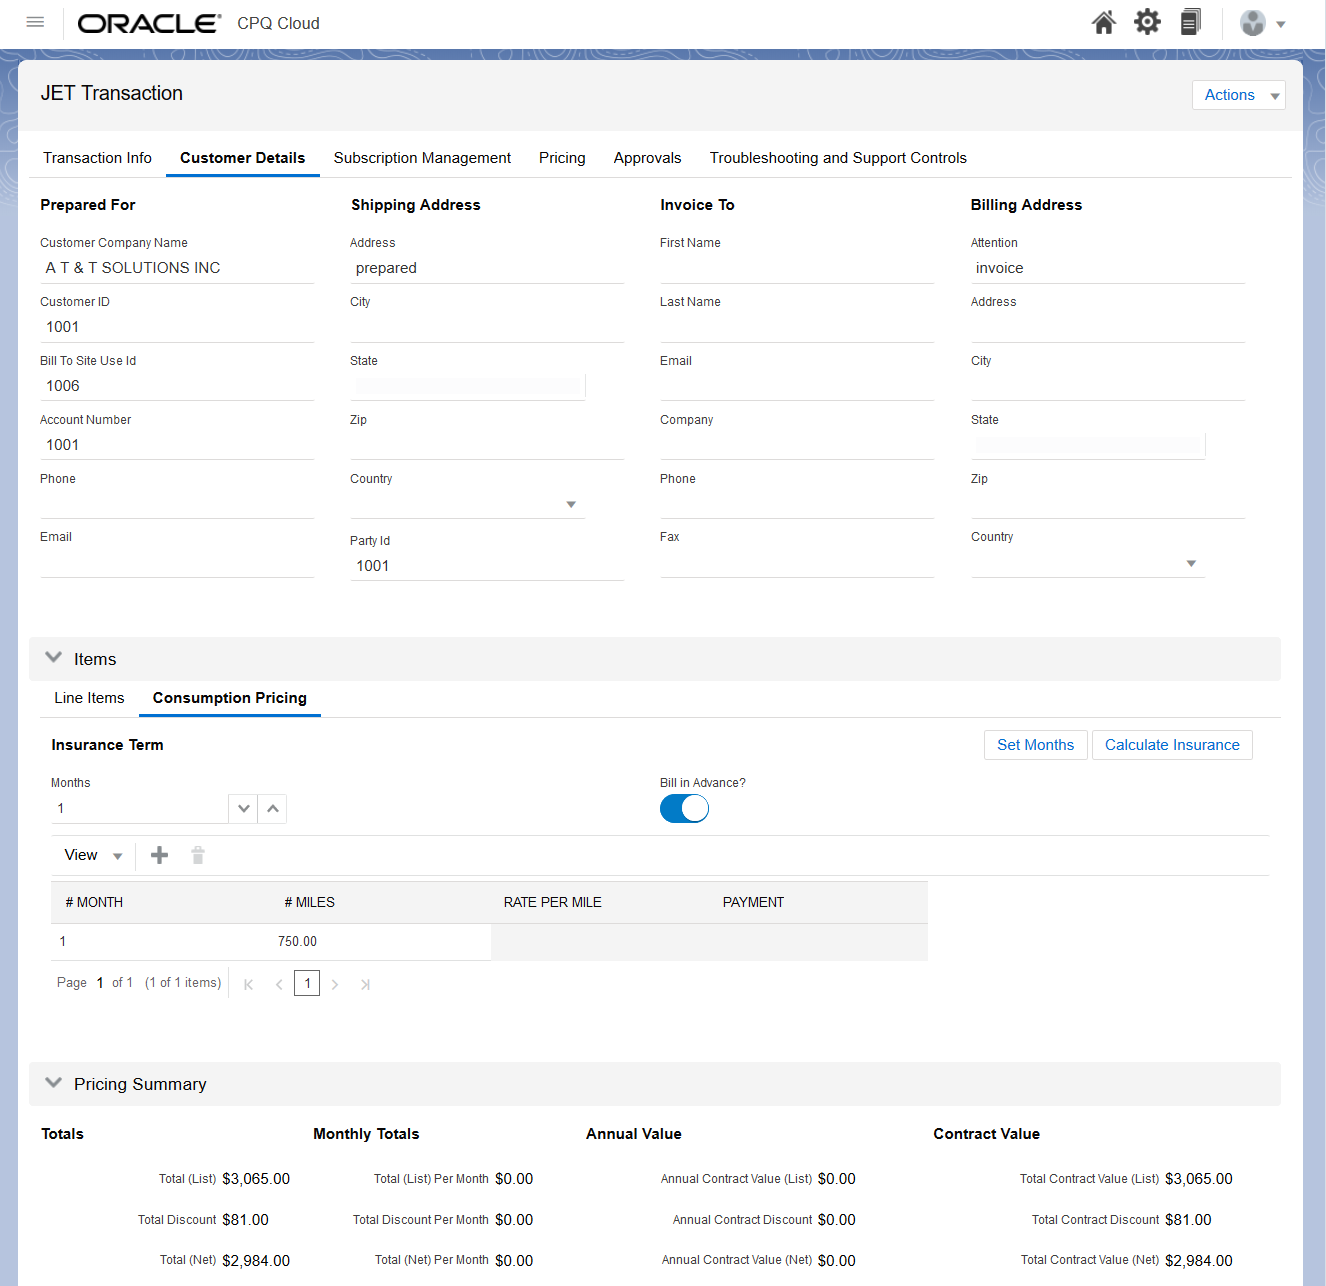 ORACLE CPQ Cloud
JET Transaction
Actions
Transaction Info Customer Details Subscription Management Pricing Approvals Troubleshooting and Support Controls
Prepared For Shipping Address Invoice To Billing Address
Customer Company Name Address First Name Attention
A T & T SOLUTIONS INC prepared invoice
Customer ID City Last Name Address
1001
Bill To Site Use Id State Email City
1006
Account Number Zip Company State
1001
Phone Country Phone Zip
Email Party Id Fax Country
1001
Items
Line Items Consumption Pricing
Insurance Term Set Months Calculate Insurance
Months Bill in Advance?
1
View
# MONTH # MILES RATE PER MILE PAYMENT
1 750.00
Page 1 of 1 (1 of 1 items) 1
Pricing Summary
Totals Monthly Totals Annual Value Contract Value
Total (List) $3,065.00 Total (List) Per Month $0.00 Annual Contract Value (List) $0.00 Total Contract Value (List) $3,065.00
Total Discount $81.00 Total Discount Per Month $0.00 Annual Contract Discount $0.00 Total Contract Discount $81.00
Total (Net) $2,984.00 Total (Net) Per Month $0.00 Annual Contract Value (Net) $0.00 Total Contract Value (Net) $2,984.00